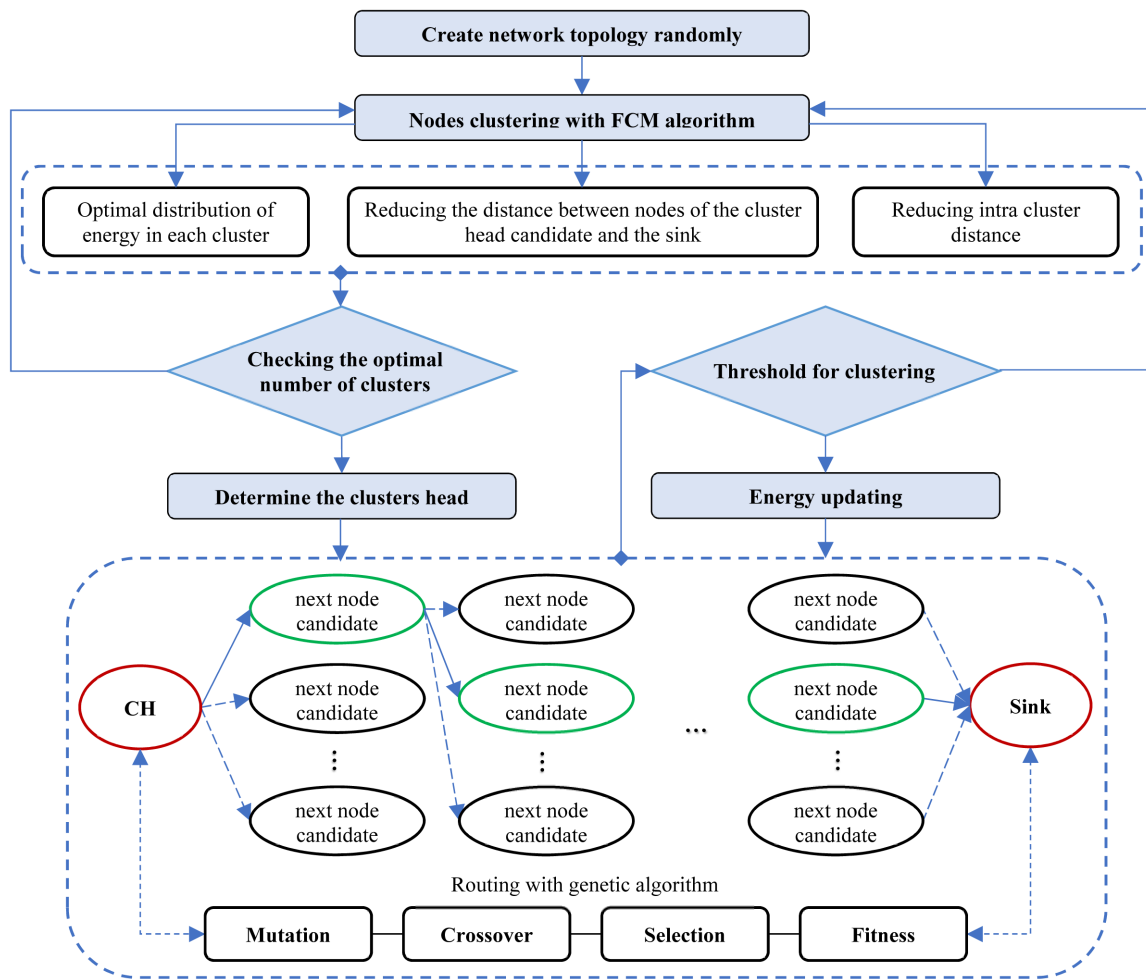 Create network topology randomly
Nodes clustering with FCM algorithm
Optimal distribution of
energy in each cluster
Reducing the distance between nodes of the cluster
head candidate and the sink
Reducing intra cluster
distance
Checking the optimal
number of clusters
Threshold for clustering
Determine the clusters head
Energy updating
next node
candidate
next node
candidate
next node
candidate
CH
next node
candidate
next node
candidate
...
next node
candidate
Sink
⋮
⋮
⋮
next node
candidate
next node
candidate
next node
candidate
Routing with genetic algorithm
Mutation
Crossover
Selection
Fitness